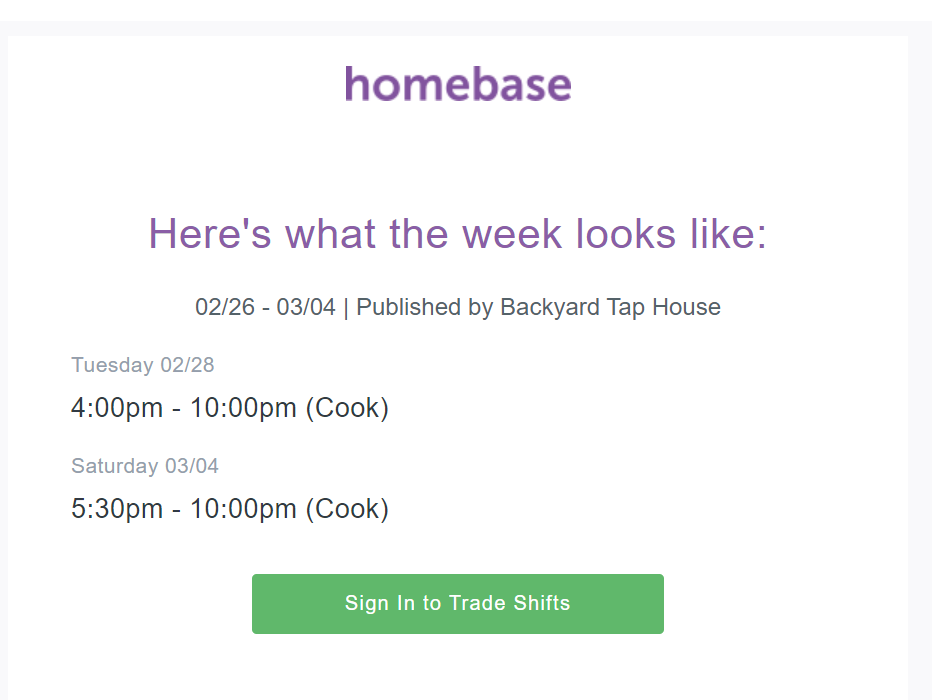 homebase
Here's what the week looks like:
02/26 - 03/04 | Published by Backyard Tap House
Tuesday 02/28
4:00pm - 10:00pm (Cook)
Saturday 03/04
5:30pm - 10:00pm (Cook)
Sign In to Trade Shifts